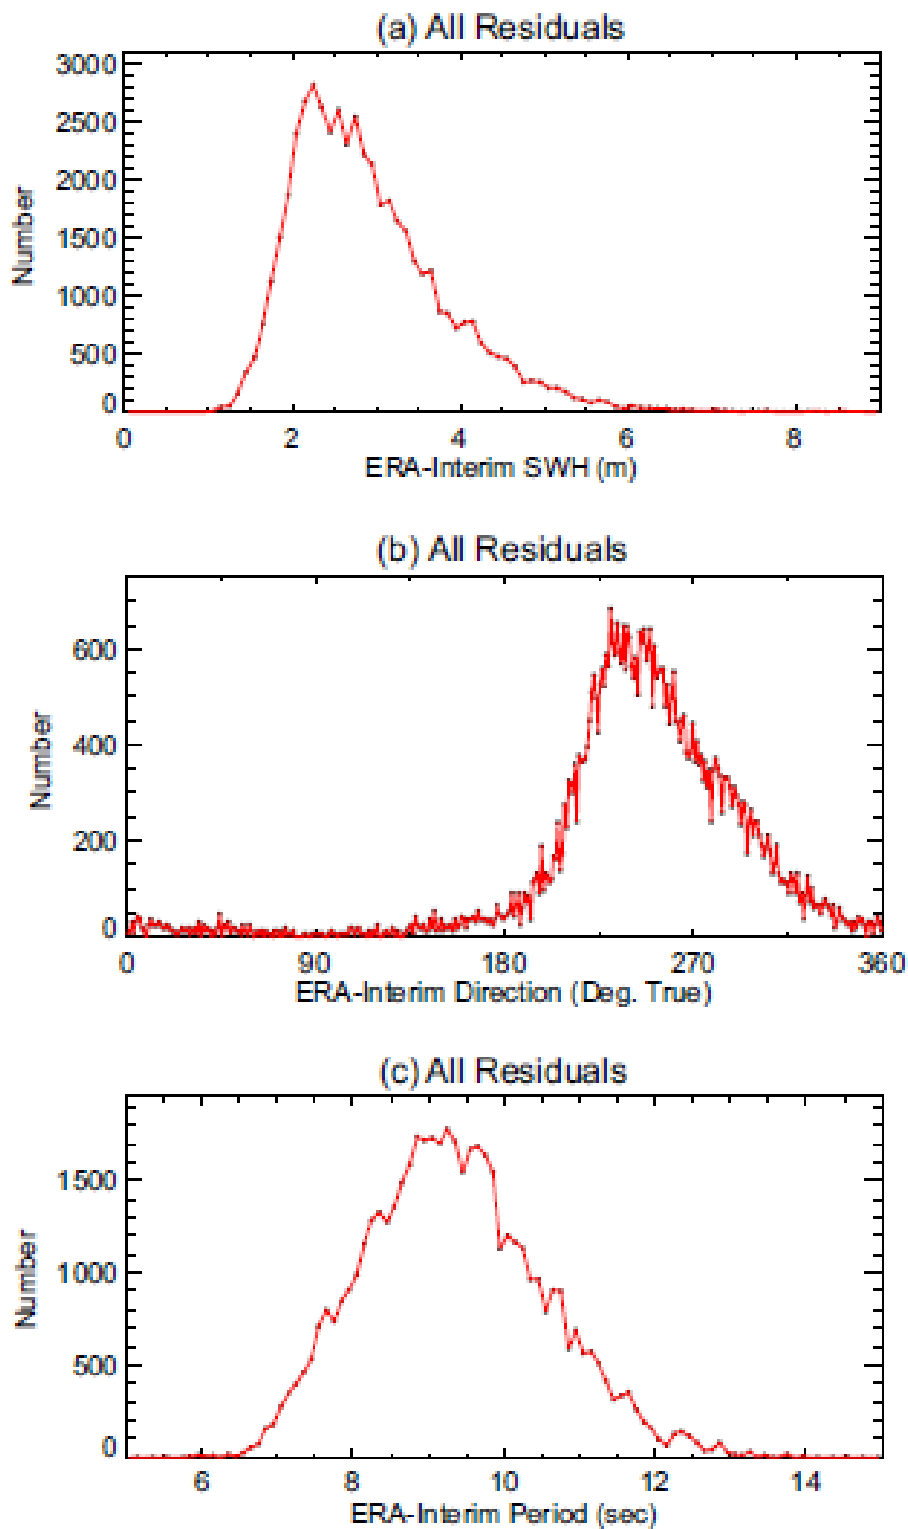 (a) All Residuals
3000
2500
2000
1500
1000
500
0
Number
0 2 4 6 8
ERA-Interim SWH (m)
(b) All Residuals
600
400
200
0
Number
0 90 180 270 360
ERA-Interim Direction (Deg. True)
(c) All Residuals
1500
1000
500
0
Number
6 8 10 12 14
ERA-Interim Period (sec)